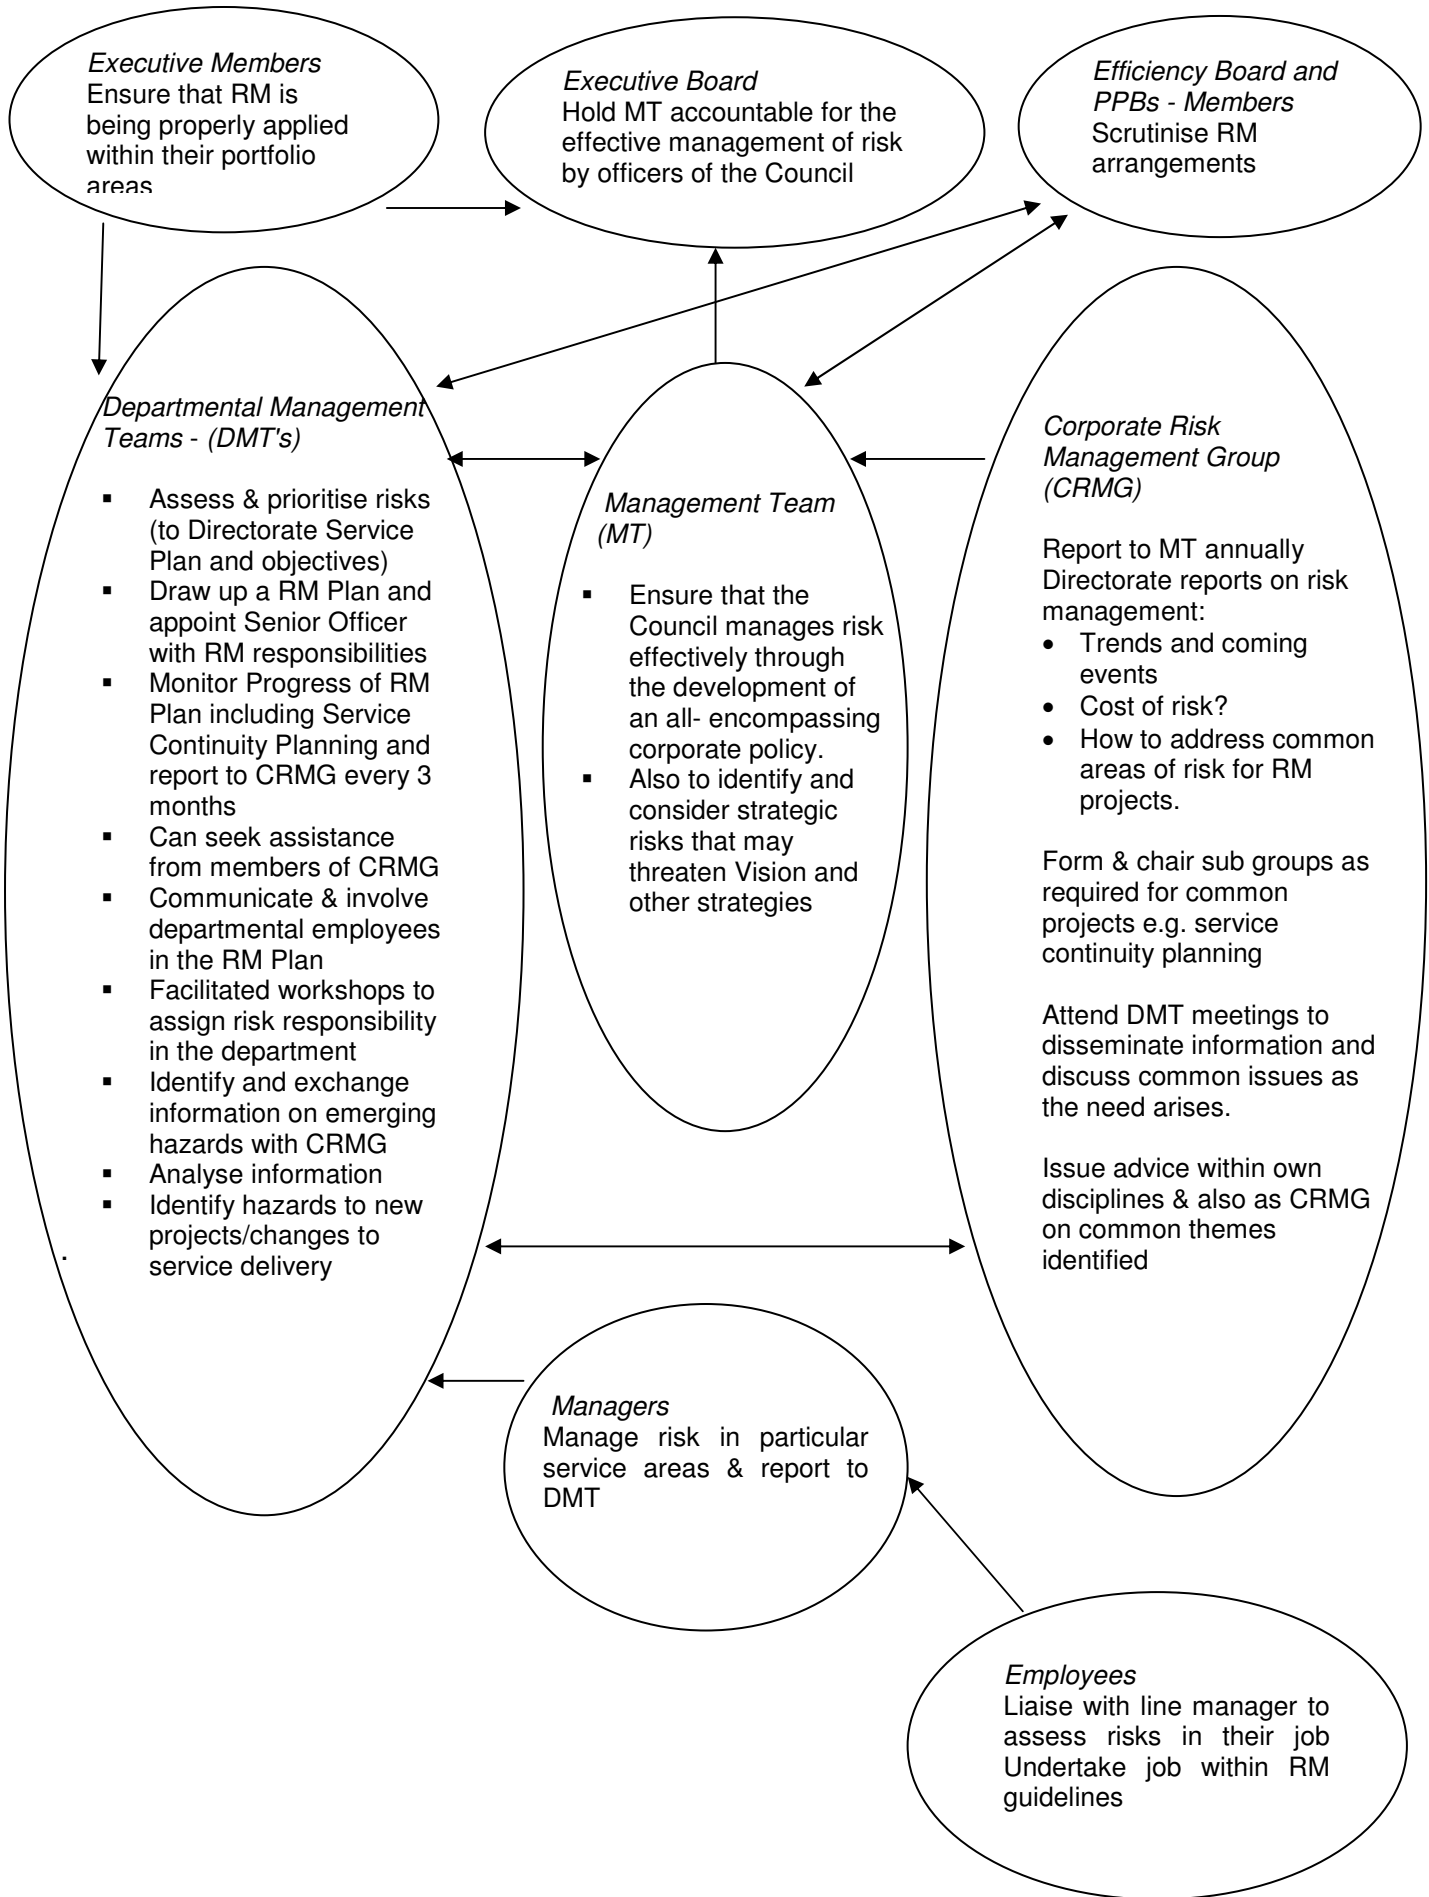 Executive Members
Ensure that RM is
being properly applied
within their portfolio
areas
Executive Board
Hold MT accountable for the
effective management of risk
by officers of the Council
Efficiency Board and
PPBs - Members
Scrutinise RM
arrangements
Departmental Management
Teams - (DMT's)
▪ Assess & prioritise risks
(to Directorate Service
Plan and objectives)
▪ Draw up a RM Plan and
appoint Senior Officer
with RM responsibilities
▪ Monitor Progress of RM
Plan including Service
Continuity Planning and
report to CRMG every 3
months
▪ Can seek assistance
from members of CRMG
▪ Communicate & involve
departmental employees
in the RM Plan
▪ Facilitated workshops to
assign risk responsibility
in the department
▪ Identify and exchange
information on emerging
hazards with CRMG
▪ Analyse information
▪ Identify hazards to new
projects/changes to
service delivery
.
Management Team
(MT)
▪ Ensure that the
Council manages risk
effectively through
the development of
an all- encompassing
corporate policy.
▪ Also to identify and
consider strategic
risks that may
threaten Vision and
other strategies
Corporate Risk
Management Group
(CRMG)
Report to MT annually
Directorate reports on risk
management:
• Trends and coming
events
• Cost of risk?
• How to address common
areas of risk for RM
projects.
Form & chair sub groups as
required for common
projects e.g. service
continuity planning
Attend DMT meetings to
disseminate information and
discuss common issues as
the need arises.
Issue advice within own
disciplines & also as CRMG
on common themes
identified
Managers
Manage risk in particular
service areas & report to
DMT
Employees
Liaise with line manager to
assess risks in their job
Undertake job within RM
guidelines